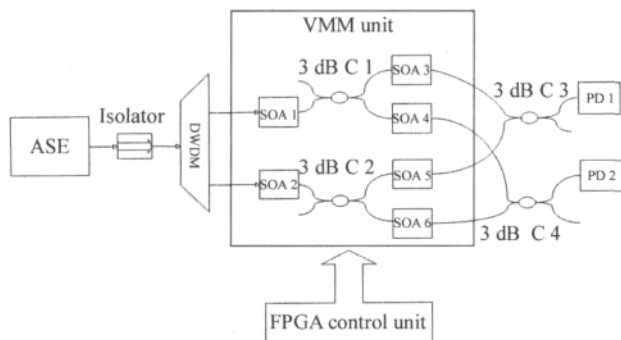 VMM unit
3 dB C 1
SOA 3
3 dB C 3
PD 1
Isolator
SOA 1
SOA 4
ASE
DWDM
SOA 2
3 dB C 2
SOA 5
PD 2
SOA 6
3 dB C 4
FPGA control unit